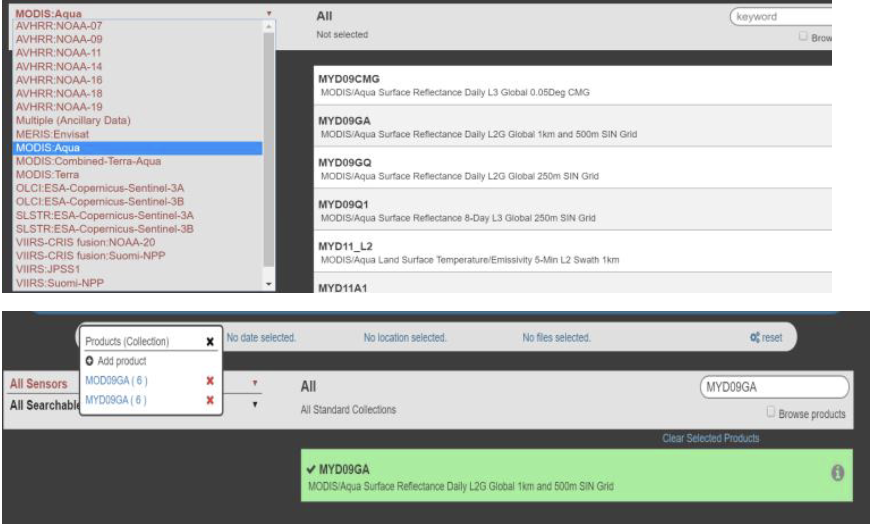 MODIS:Aqua
AVHRR:NOAA-07
AVHRR:NOAA-09
AVHRR:NOAA-11
AVHRR:NOAA-14
AVHRR:NOAA-16
AVHRR:NOAA-18
AVHRR:NOAA-19
Multiple (Ancillary Data)
MERIS:Envisat
MODIS:Aqua
MODIS:Combined-Terra-Aqua
MODIS:Terra
OLCI:ESA-Copernicus-Sentinel-3A
OLCI:ESA-Copernicus-Sentinel-3B
SLSTR:ESA-Copernicus-Sentinel-3A
SLSTR:ESA-Copernicus-Sentinel-3B
VIIRS-CRIS fusion:NOAA-20
VIIRS-CRIS fusion:Suomi-NPP
VIIRS:JPSS1
VIIRS:Suomi-NPP
All
Not selected
keyword
Brow
MYD09CMG
MODIS/Aqua Surface Reflectance Daily L3 Global 0.05Deg CMG
MYD09GA
MODIS/Aqua Surface Reflectance Daily L2G Global 1km and 500m SIN Grid
MYD09GQ
MODIS/Aqua Surface Reflectance Daily L2G Global 250m SIN Grid
MYD09Q1
MODIS/Aqua Surface Reflectance 8-Day L3 Global 250m SIN Grid
MYD11_L2
MODIS/Aqua Land Surface Temperature/Emissivity 5-Min L2 Swath 1km
MYD11A1
Products (Collection)
Add product
MOD09GA ( 6 )
MYD09GA ( 6 )
No date selected.
No location selected.
No files selected.
reset
All Sensors
All Searchable
All
All Standard Collections
MYD09GA
Browse products
Clear Selected Products
MYD09GA
MODIS/Aqua Surface Reflectance Daily L2G Global 1km and 500m SIN Grid